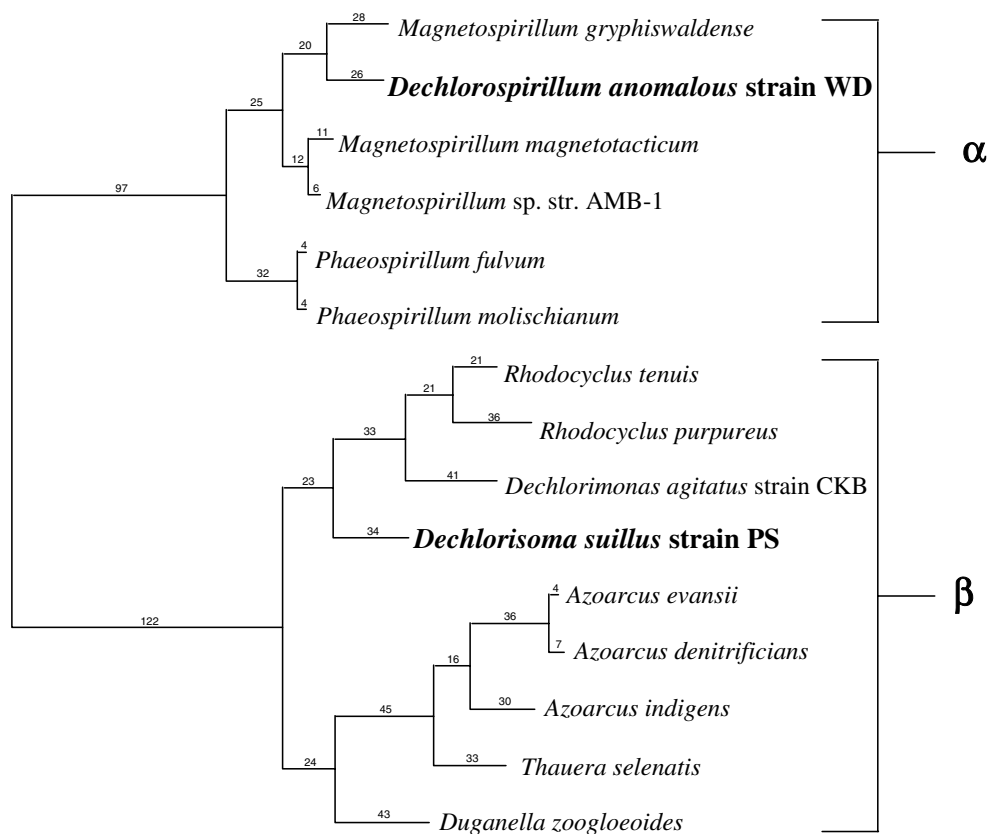 28
Magnetospirillum gryphiswaldense
20
26
Dechlorospirillum anomalous strain WD
25
11
Magnetospirillum magnetotacticum
12
α
6
Magnetospirillum sp. str. AMB-1
97
4
Phaeospirillum fulvum
32
4
Phaeospirillum molischianum
21
Rhodocyclus tenuis
21
36
Rhodocyclus purpureus
33
41
Dechlorimonas agitatus strain CKB
23
34
Dechlorisoma suillus strain PS
4
Azoarcus evansii
β
36
122
7
Azoarcus denitrificians
16
30
Azoarcus indigens
45
33
Thauera selenatis
24
43
Duganella zoogloeoides